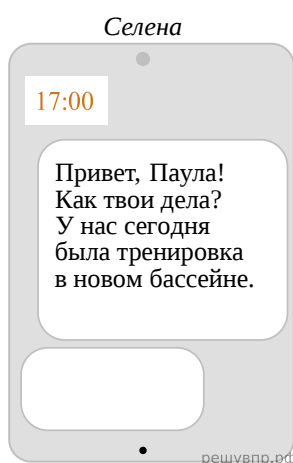 Селена
17:00
Привет, Паула!
Как твои дела?
У нас сегодня
была тренировка
в новом бассейне.
решувпр.рф